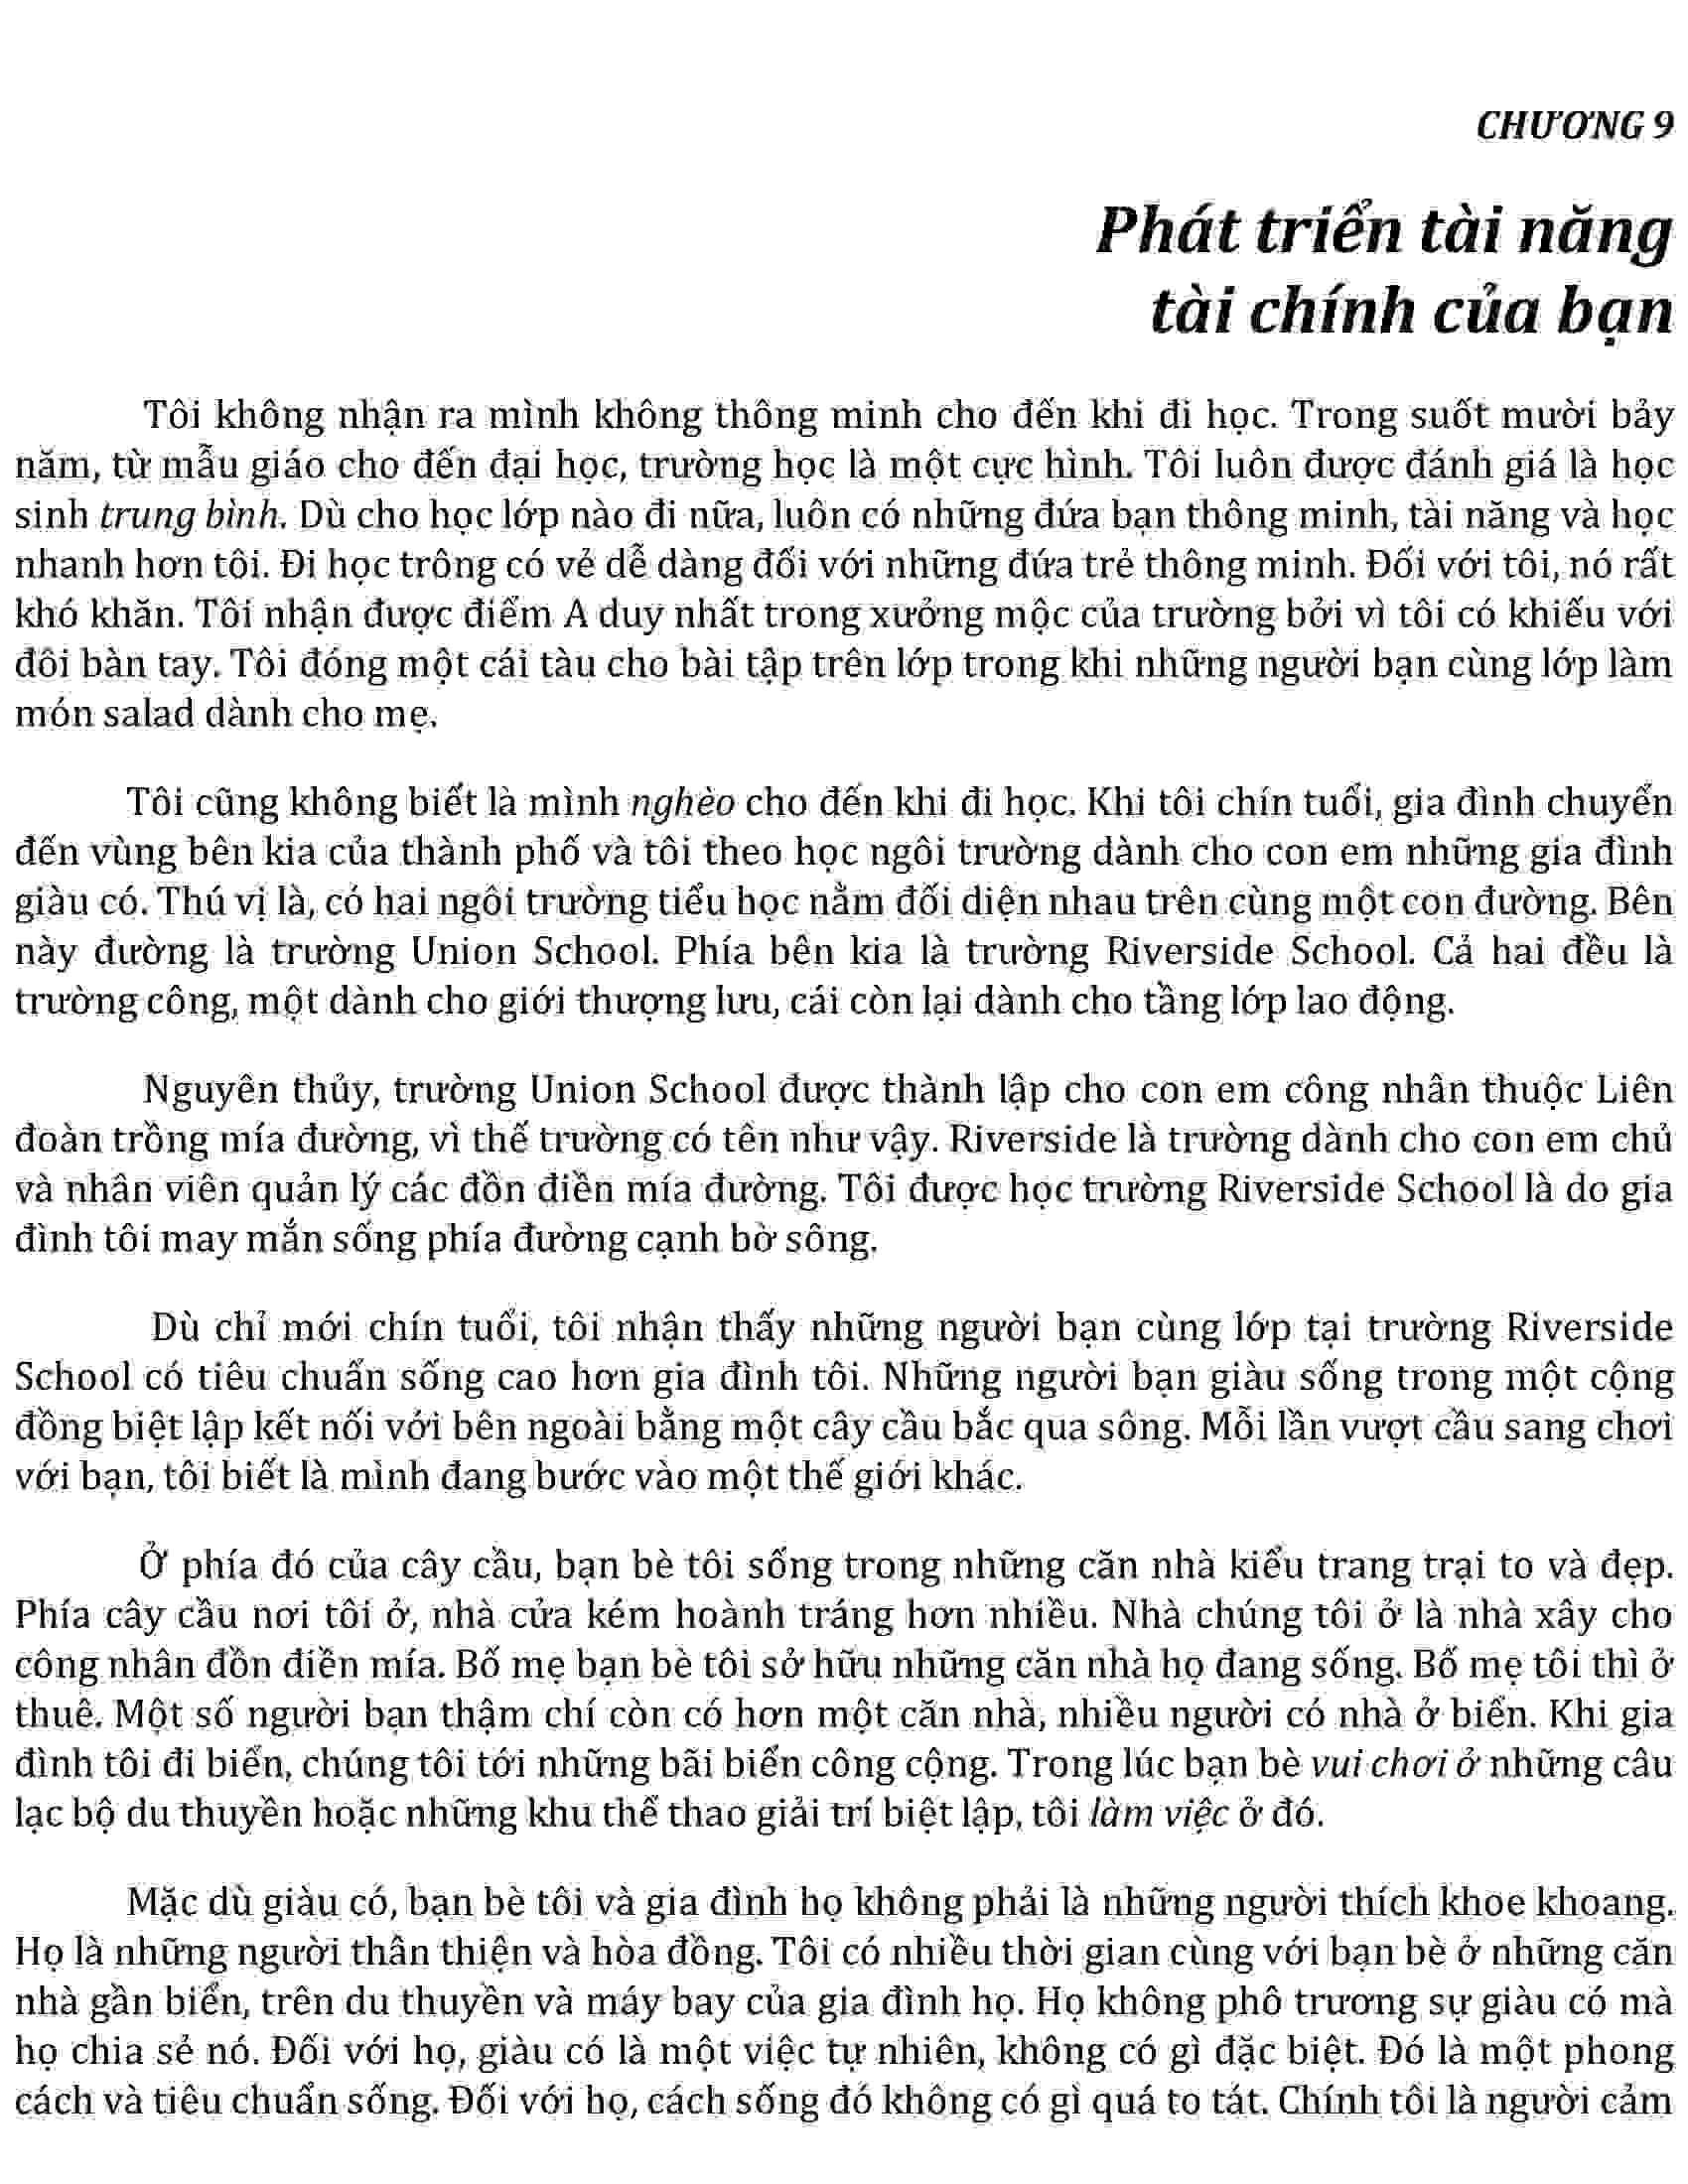 CHƯƠNG 9
Phát triển tài năng
tài chính của bạn
Tôi không nhận ra mình không thông minh cho đến khi đi học. Trong suốt mười bảy
năm, từ mẫu giáo cho đến đại học, trường học là một cực hình. Tôi luôn được đánh giá là học
sinh trung bình. Dù cho học lớp nào đi nữa, luôn có những đứa bạn thông minh, tài năng và học
nhanh hơn tôi. Đi học trông có vẻ dễ dàng đối với những đứa trẻ thông minh. Đối với tôi, nó rất
khó khăn. Tôi nhận được điểm A duy nhất trong xưởng mộc của trường bởi vì tôi có khiếu với
đôi bàn tay. Tôi đóng một cái tàu cho bài tập trên lớp trong khi những người bạn cùng lớp làm
món salad dành cho mẹ.
Tôi cũng không biết là mình nghèo cho đến khi đi học. Khi tôi chín tuổi, gia đình chuyển
đến vùng bên kia của thành phố và tôi theo học ngôi trường dành cho con em những gia đình
giàu có. Thú vị là, có hai ngôi trường tiểu học nằm đối diện nhau trên cùng một con đường. Bên
này đường là trường Union School. Phía bên kia là trường Riverside School. Cả hai đều là
trường công, một dành cho giới thượng lưu, cái còn lại dành cho tầng lớp lao động.
Nguyên thủy, trường Union School được thành lập cho con em công nhân thuộc Liên
đoàn trồng mía đường, vì thế trường có tên như vậy. Riverside là trường dành cho con em chủ
và nhân viên quản lý các đồn điền mía đường. Tôi được học trường Riverside School là do gia
đình tôi may mắn sống phía đường cạnh bờ sông.
Dù chỉ mới chín tuổi, tôi nhận thấy những người bạn cùng lớp tại trường Riverside
School có tiêu chuẩn sống cao hơn gia đình tôi. Những người bạn giàu sống trong một cộng
đồng biệt lập kết nối với bên ngoài bằng một cây cầu bắc qua sông. Mỗi lần vượt cầu sang chơi
với bạn, tôi biết là mình đang bước vào một thế giới khác.
Ở phía đó của cây cầu, bạn bè tôi sống trong những căn nhà kiểu trang trại to và đẹp.
Phía cây cầu nơi tôi ở, nhà cửa kém hoành tráng hơn nhiều. Nhà chúng tôi ở là nhà xây cho
công nhân đồn điền mía. Bố mẹ bạn bè tôi sở hữu những căn nhà họ đang sống. Bố mẹ tôi thì ở
thuê. Một số người bạn thậm chí còn có hơn một căn nhà, nhiều người có nhà ở biển. Khi gia
đình tôi đi biển, chúng tôi tới những bãi biển công cộng. Trong lúc bạn bè vui chơi ở những câu
lạc bộ du thuyền hoặc những khu thể thao giải trí biệt lập, tôi làm việc ở đó.
Mặc dù giàu có, bạn bè tôi và gia đình họ không phải là những người thích khoe khoang.
Họ là những người thân thiện và hòa đồng. Tôi có nhiều thời gian cùng với bạn bè ở những căn
nhà gần biển, trên du thuyền và máy bay của gia đình họ. Họ không phô trương sự giàu có mà
họ chia sẻ nó. Đối với họ, giàu có là một việc tự nhiên, không có gì đặc biệt. Đó là một phong
cách và tiêu chuẩn sống. Đối với họ, cách sống đó không có gì quá to tát. Chính tôi là người cảm